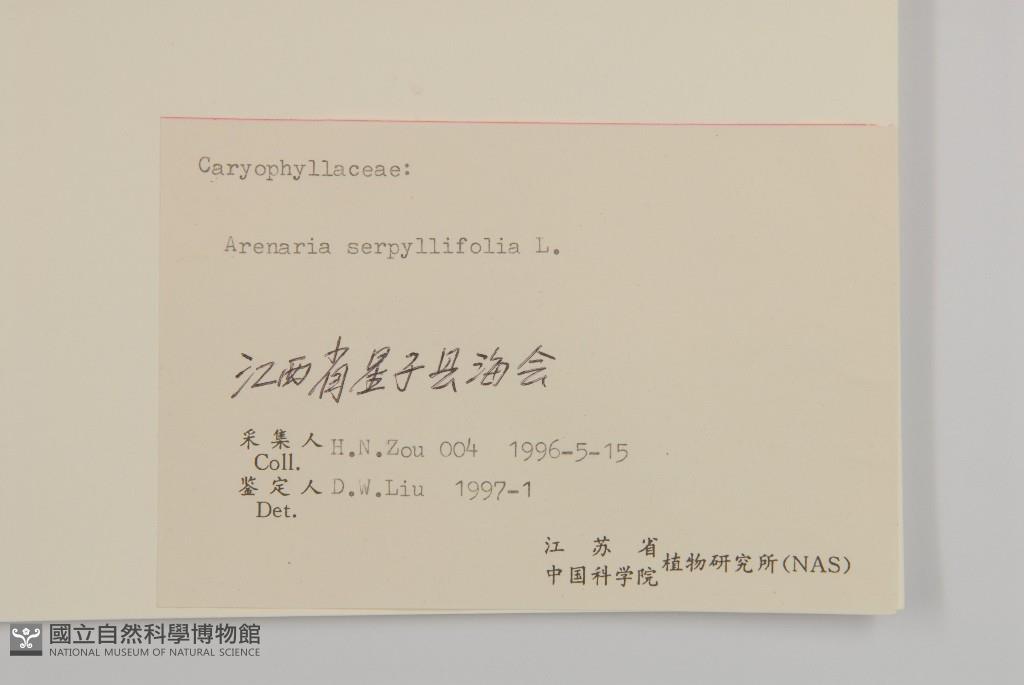 Caryophyllaceae:
Arenaria serpyllifolia L.
江西省星子县海会
采集人 H.N.Zou 004 1996-5-15
Coll.
鉴定人 D.W.Liu 1997-1
Det.
江苏省
中国科学院 植物研究所(NAS)
國立自然科學博物館
NATIONAL MUSEUM OF NATURAL SCIENCE